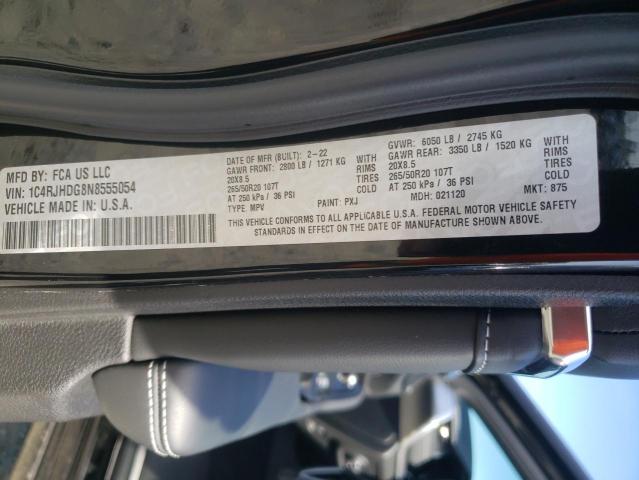 MFD BY: FCA US LLC
VIN: 1C4RJHDG8N8555054
VEHICLE MADE IN U.S.A.
DATE OF MFR (BUILT): 2-22
GAWR FRONT: 2800 LB / 1271 KG
20X8.5 RIMS
265/50R20 107T TIRES
AT 250 kPa / 36 PSI COLD
TYPE: MPV PAINT: PXJ
GVWR: 6050 LB / 2745 KG
GAWR REAR: 3350 LB / 1520 KG
20X8.5 RIMS
265/50R20 107T TIRES
AT 250 kPa / 36 PSI COLD
MDH: 021120 MKT: 875
THIS VEHICLE CONFORMS TO ALL APPLICABLE U.S.A. FEDERAL MOTOR VEHICLE SAFETY
STANDARDS IN EFFECT ON THE DATE OF MANUFACTURE SHOWN ABOVE.